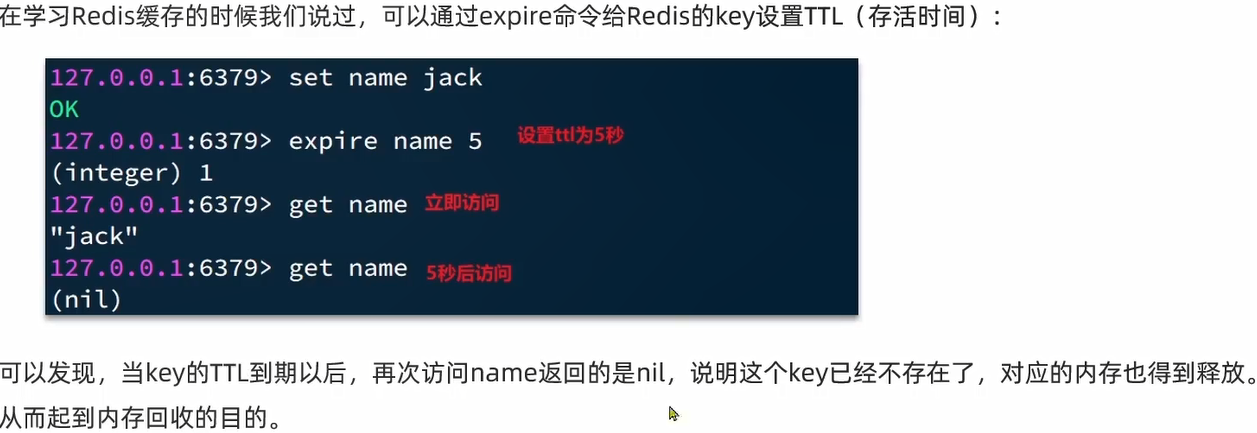 在学习Redis缓存的时候我们说过，可以通过expire命令给Redis的key设置TTL（存活时间）：
127.0.0.1:6379> set name jack
OK
127.0.0.1:6379> expire name 5 设置ttl为5秒
(integer) 1
127.0.0.1:6379> get name 立即访问
"jack"
127.0.0.1:6379> get name 5秒后访问
(nil)
可以发现，当key的TTL到期以后，再次访问name返回的是nil，说明这个key已经不存在了，对应的内存也得到释放。
从而起到内存回收的目的。